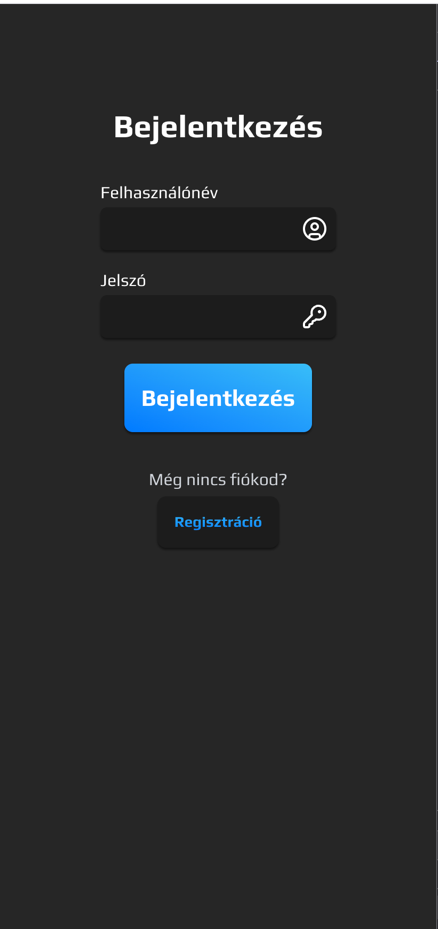 Bejelentkezés
Felhasználónév
Jelszó
Bejelentkezés
Még nincs fiókod?
Regisztráció